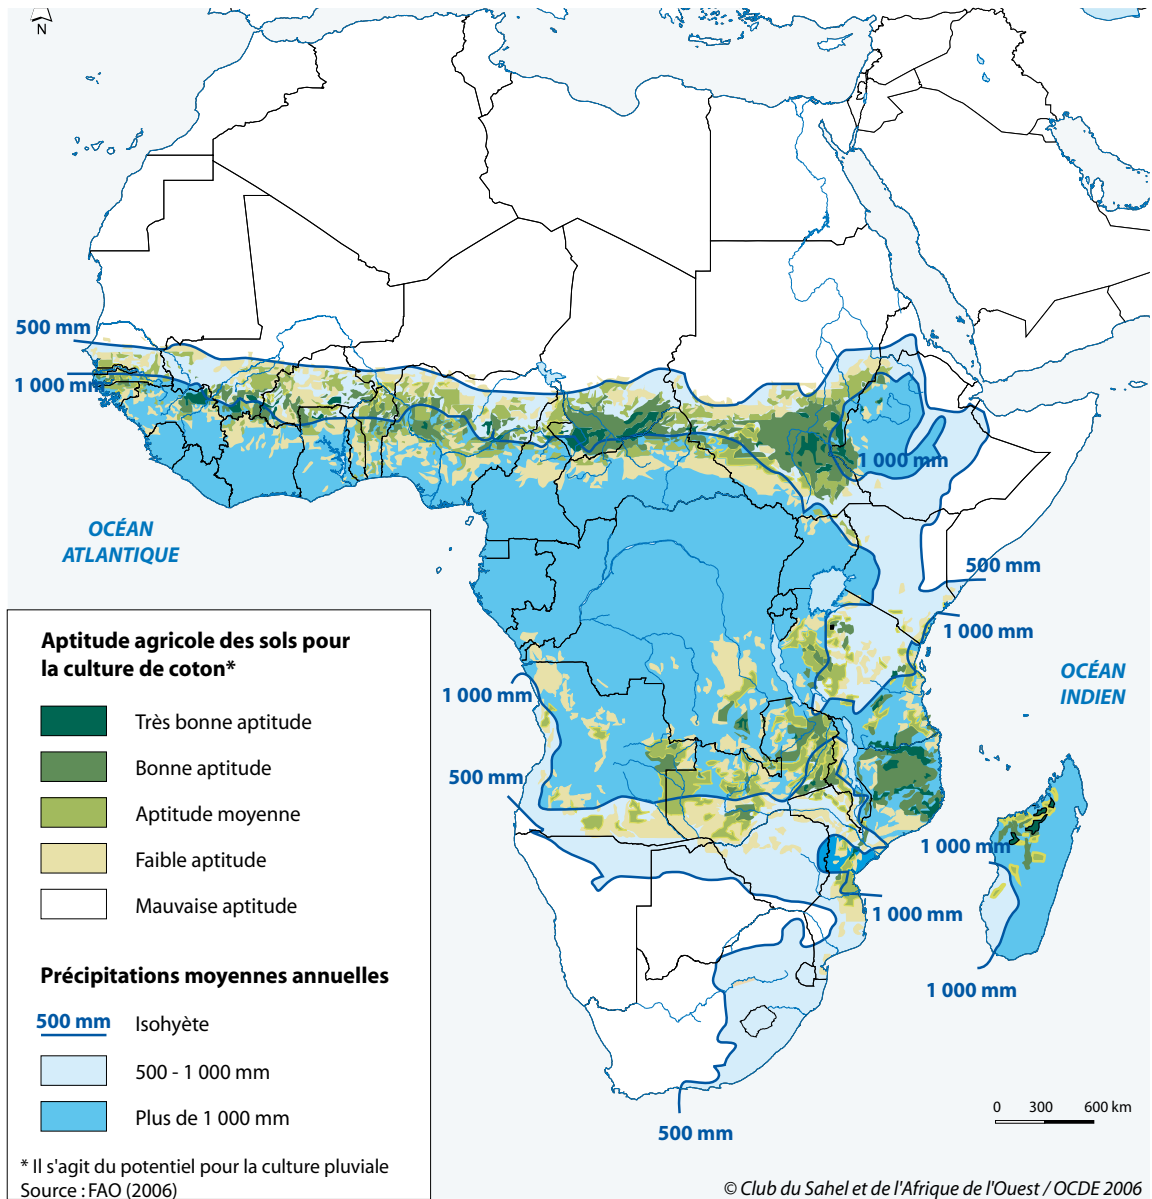 N
500 mm
1 000 mm
1 000 mm
OCÉAN
ATLANTIQUE
500 mm
1 000 mm
OCÉAN
INDIEN
1 000 mm
500 mm
1 000 mm
1 000 mm
1 000 mm
500 mm
Aptitude agricole des sols pour
la culture de coton*
Très bonne aptitude
Bonne aptitude
Aptitude moyenne
Faible aptitude
Mauvaise aptitude
Précipitations moyennes annuelles
500 mm Isohyète
500 - 1 000 mm
Plus de 1 000 mm
* Il s'agit du potentiel pour la culture pluviale
Source : FAO (2006)
0 300 600 km
© Club du Sahel et de l'Afrique de l'Ouest / OCDE 2006